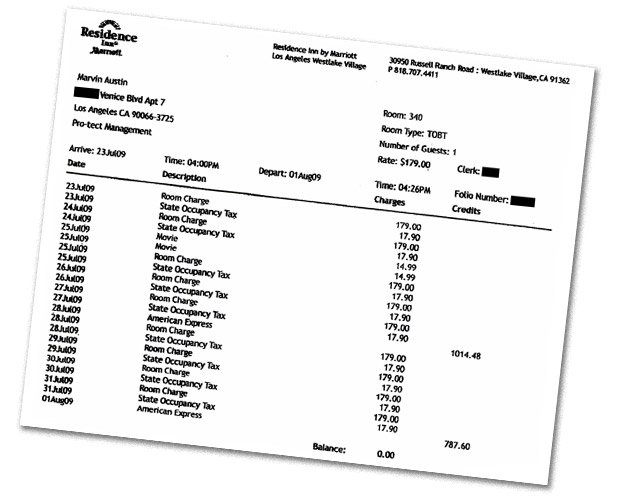 Residence
Inn®
Marriott
Residence Inn by Marriott
Los Angeles Westlake Village
30950 Russell Ranch Road : Westlake Village,CA 91362
P 818.707.4411
Marvin Austin
Venice Blvd Apt 7
Los Angeles CA 90066-3725
Pro-tect Management
Room: 340
Room Type: TOBT
Number of Guests: 1
Rate: $179.00 Clerk:
Arrive: 23Jul09 Time: 04:00PM Depart: 01Aug09 Time: 04:26PM Folio Number:
Date Description Charges Credits
23Jul09 Room Charge 179.00
23Jul09 State Occupancy Tax 17.90
24Jul09 Room Charge 179.00
24Jul09 State Occupancy Tax 17.90
25Jul09 Movie 14.99
25Jul09 Movie 14.99
25Jul09 Room Charge 179.00
25Jul09 State Occupancy Tax 17.90
26Jul09 Room Charge 179.00
26Jul09 State Occupancy Tax 17.90
27Jul09 Room Charge 179.00
27Jul09 State Occupancy Tax 17.90
28Jul09 American Express 1014.48
28Jul09 Room Charge 179.00
28Jul09 State Occupancy Tax 17.90
29Jul09 Room Charge 179.00
29Jul09 State Occupancy Tax 17.90
30Jul09 Room Charge 179.00
30Jul09 State Occupancy Tax 17.90
31Jul09 Room Charge 179.00
31Jul09 State Occupancy Tax 17.90
01Aug09 American Express 787.60
Balance: 0.00